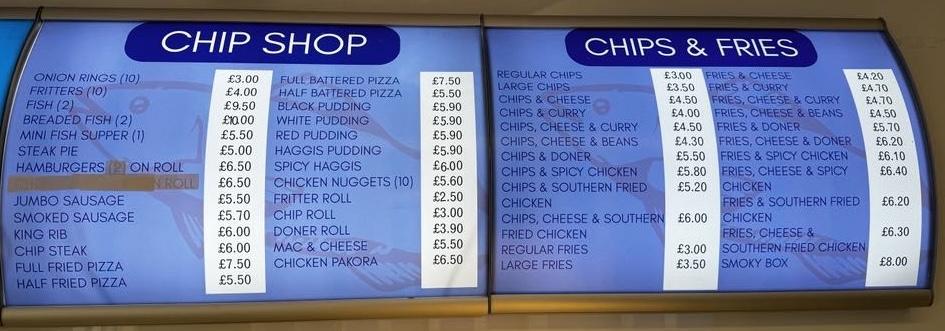 CHIP SHOP
ONION RINGS (10) £3.00
FRITTERS (10) £4.00
FISH (2) £9.50
BREADED FISH (2) £10.00
MINI FISH SUPPER (1) £5.50
STEAK PIE £5.00
HAMBURGERS (2) ON ROLL £6.50
N ROLL £6.50
JUMBO SAUSAGE £5.50
SMOKED SAUSAGE £5.70
KING RIB £6.00
CHIP STEAK £6.00
FULL FRIED PIZZA £7.50
HALF FRIED PIZZA £5.50
FULL BATTERED PIZZA £7.50
HALF BATTERED PIZZA £5.50
BLACK PUDDING £5.90
WHITE PUDDING £5.90
RED PUDDING £5.90
HAGGIS PUDDING £5.90
SPICY HAGGIS £6.00
CHICKEN NUGGETS (10) £5.60
FRITTER ROLL £2.50
CHIP ROLL £3.00
DONER ROLL £3.90
MAC & CHEESE £5.50
CHICKEN PAKORA £6.50
CHIPS & FRIES
REGULAR CHIPS £3.00
LARGE CHIPS £3.50
CHIPS & CHEESE £4.50
CHIPS & CURRY £4.00
CHIPS, CHEESE & CURRY £4.50
CHIPS, CHEESE & BEANS £4.30
CHIPS & DONER £5.50
CHIPS & SPICY CHICKEN £5.80
CHIPS & SOUTHERN FRIED £5.20
CHICKEN
CHIPS, CHEESE & SOUTHERN £6.00
FRIED CHICKEN
REGULAR FRIES £3.00
LARGE FRIES £3.50
FRIES & CHEESE £4.20
FRIES & CURRY £4.70
FRIES, CHEESE & CURRY £4.70
FRIES, CHEESE & BEANS £4.50
FRIES & DONER £5.70
FRIES, CHEESE & DONER £6.20
FRIES & SPICY CHICKEN £6.10
FRIES, CHEESE & SPICY £6.40
CHICKEN
FRIES & SOUTHERN FRIED £6.20
CHICKEN
FRIES, CHEESE & £6.30
SOUTHERN FRIED CHICKEN
SMOKY BOX £8.00